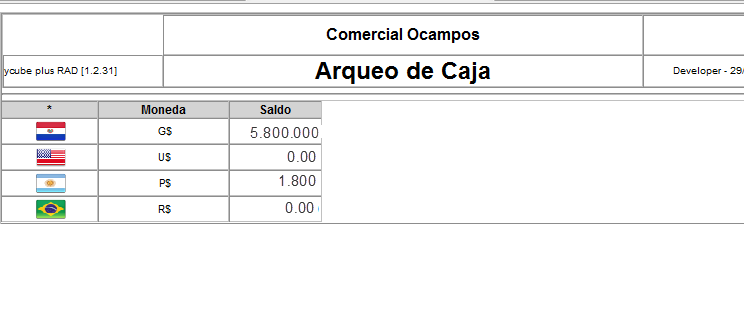 Comercial Ocampos
ycube plus RAD [1.2.31] Arqueo de Caja Developer - 29/
* Moneda Saldo
G$ 5.800.000
U$ 0.00
P$ 1.800
R$ 0.00